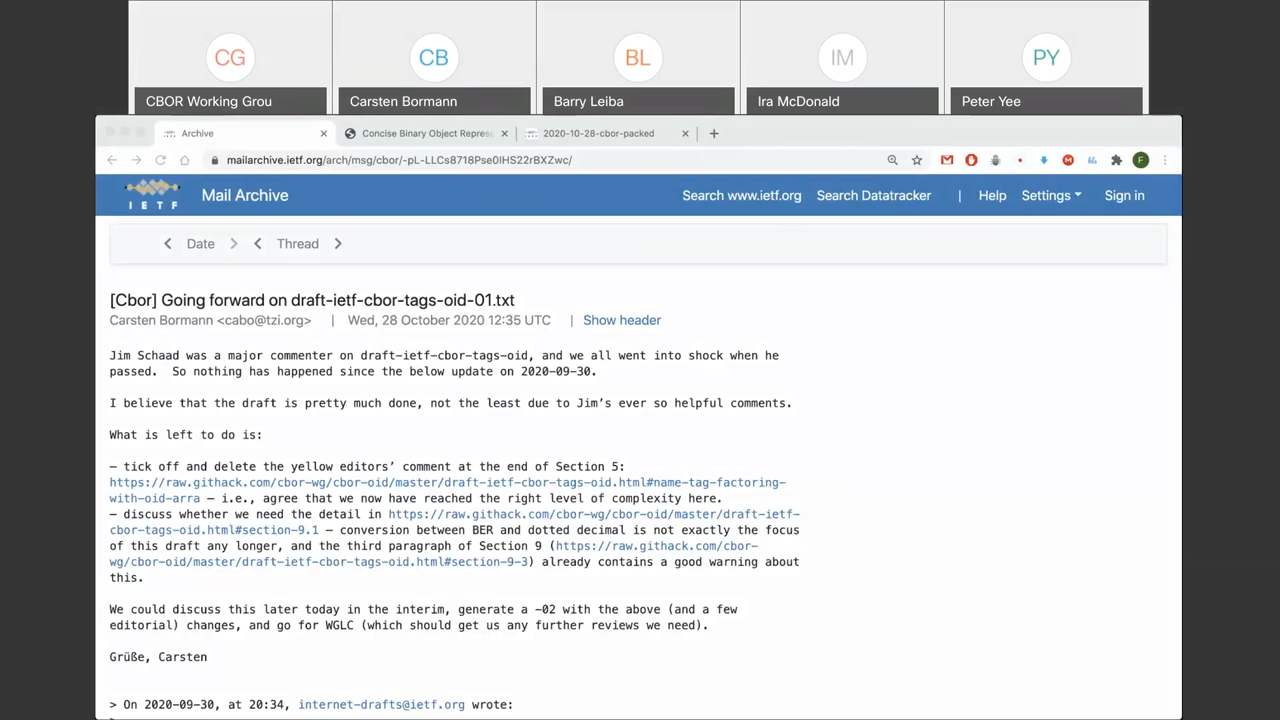 CG
CB
BL
IM
PY
CBOR Working Grou
Carsten Bormann
Barry Leiba
Ira McDonald
Peter Yee
Archive
Concise Binary Object Represe
2020-10-28-cbor-packed
mailarchive.ietf.org/arch/msg/cbor/-pL-LLCs8718Pse0IHS22rBXZwc/
F
IETF
Mail Archive
Search www.ietf.org
Search Datatracker
|
Help
Settings
Sign in
Date
Thread
[Cbor] Going forward on draft-ietf-cbor-tags-oid-01.txt
Carsten Bormann <cabo@tzi.org> | Wed, 28 October 2020 12:35 UTC | Show header
Jim Schaad was a major commenter on draft-ietf-cbor-tags-oid, and we all went into shock when he
passed. So nothing has happened since the below update on 2020-09-30.
I believe that the draft is pretty much done, not the least due to Jim's ever so helpful comments.
What is left to do is:
– tick off and delete the yellow editors' comment at the end of Section 5:
https://raw.githack.com/cbor-wg/cbor-oid/master/draft-ietf-cbor-tags-oid.html#name-tag-factoring-
with-oid-arra – i.e., agree that we now have reached the right level of complexity here.
– discuss whether we need the detail in https://raw.githack.com/cbor-wg/cbor-oid/master/draft-ietf-
cbor-tags-oid.html#section-9.1 – conversion between BER and dotted decimal is not exactly the focus
of this draft any longer, and the third paragraph of Section 9 (https://raw.githack.com/cbor-
wg/cbor-oid/master/draft-ietf-cbor-tags-oid.html#section-9-3) already contains a good warning about
this.
We could discuss this later today in the interim, generate a -02 with the above (and a few
editorial) changes, and go for WGLC (which should get us any further reviews we need).
Grüße, Carsten
> On 2020-09-30, at 20:34, internet-drafts@ietf.org wrote: